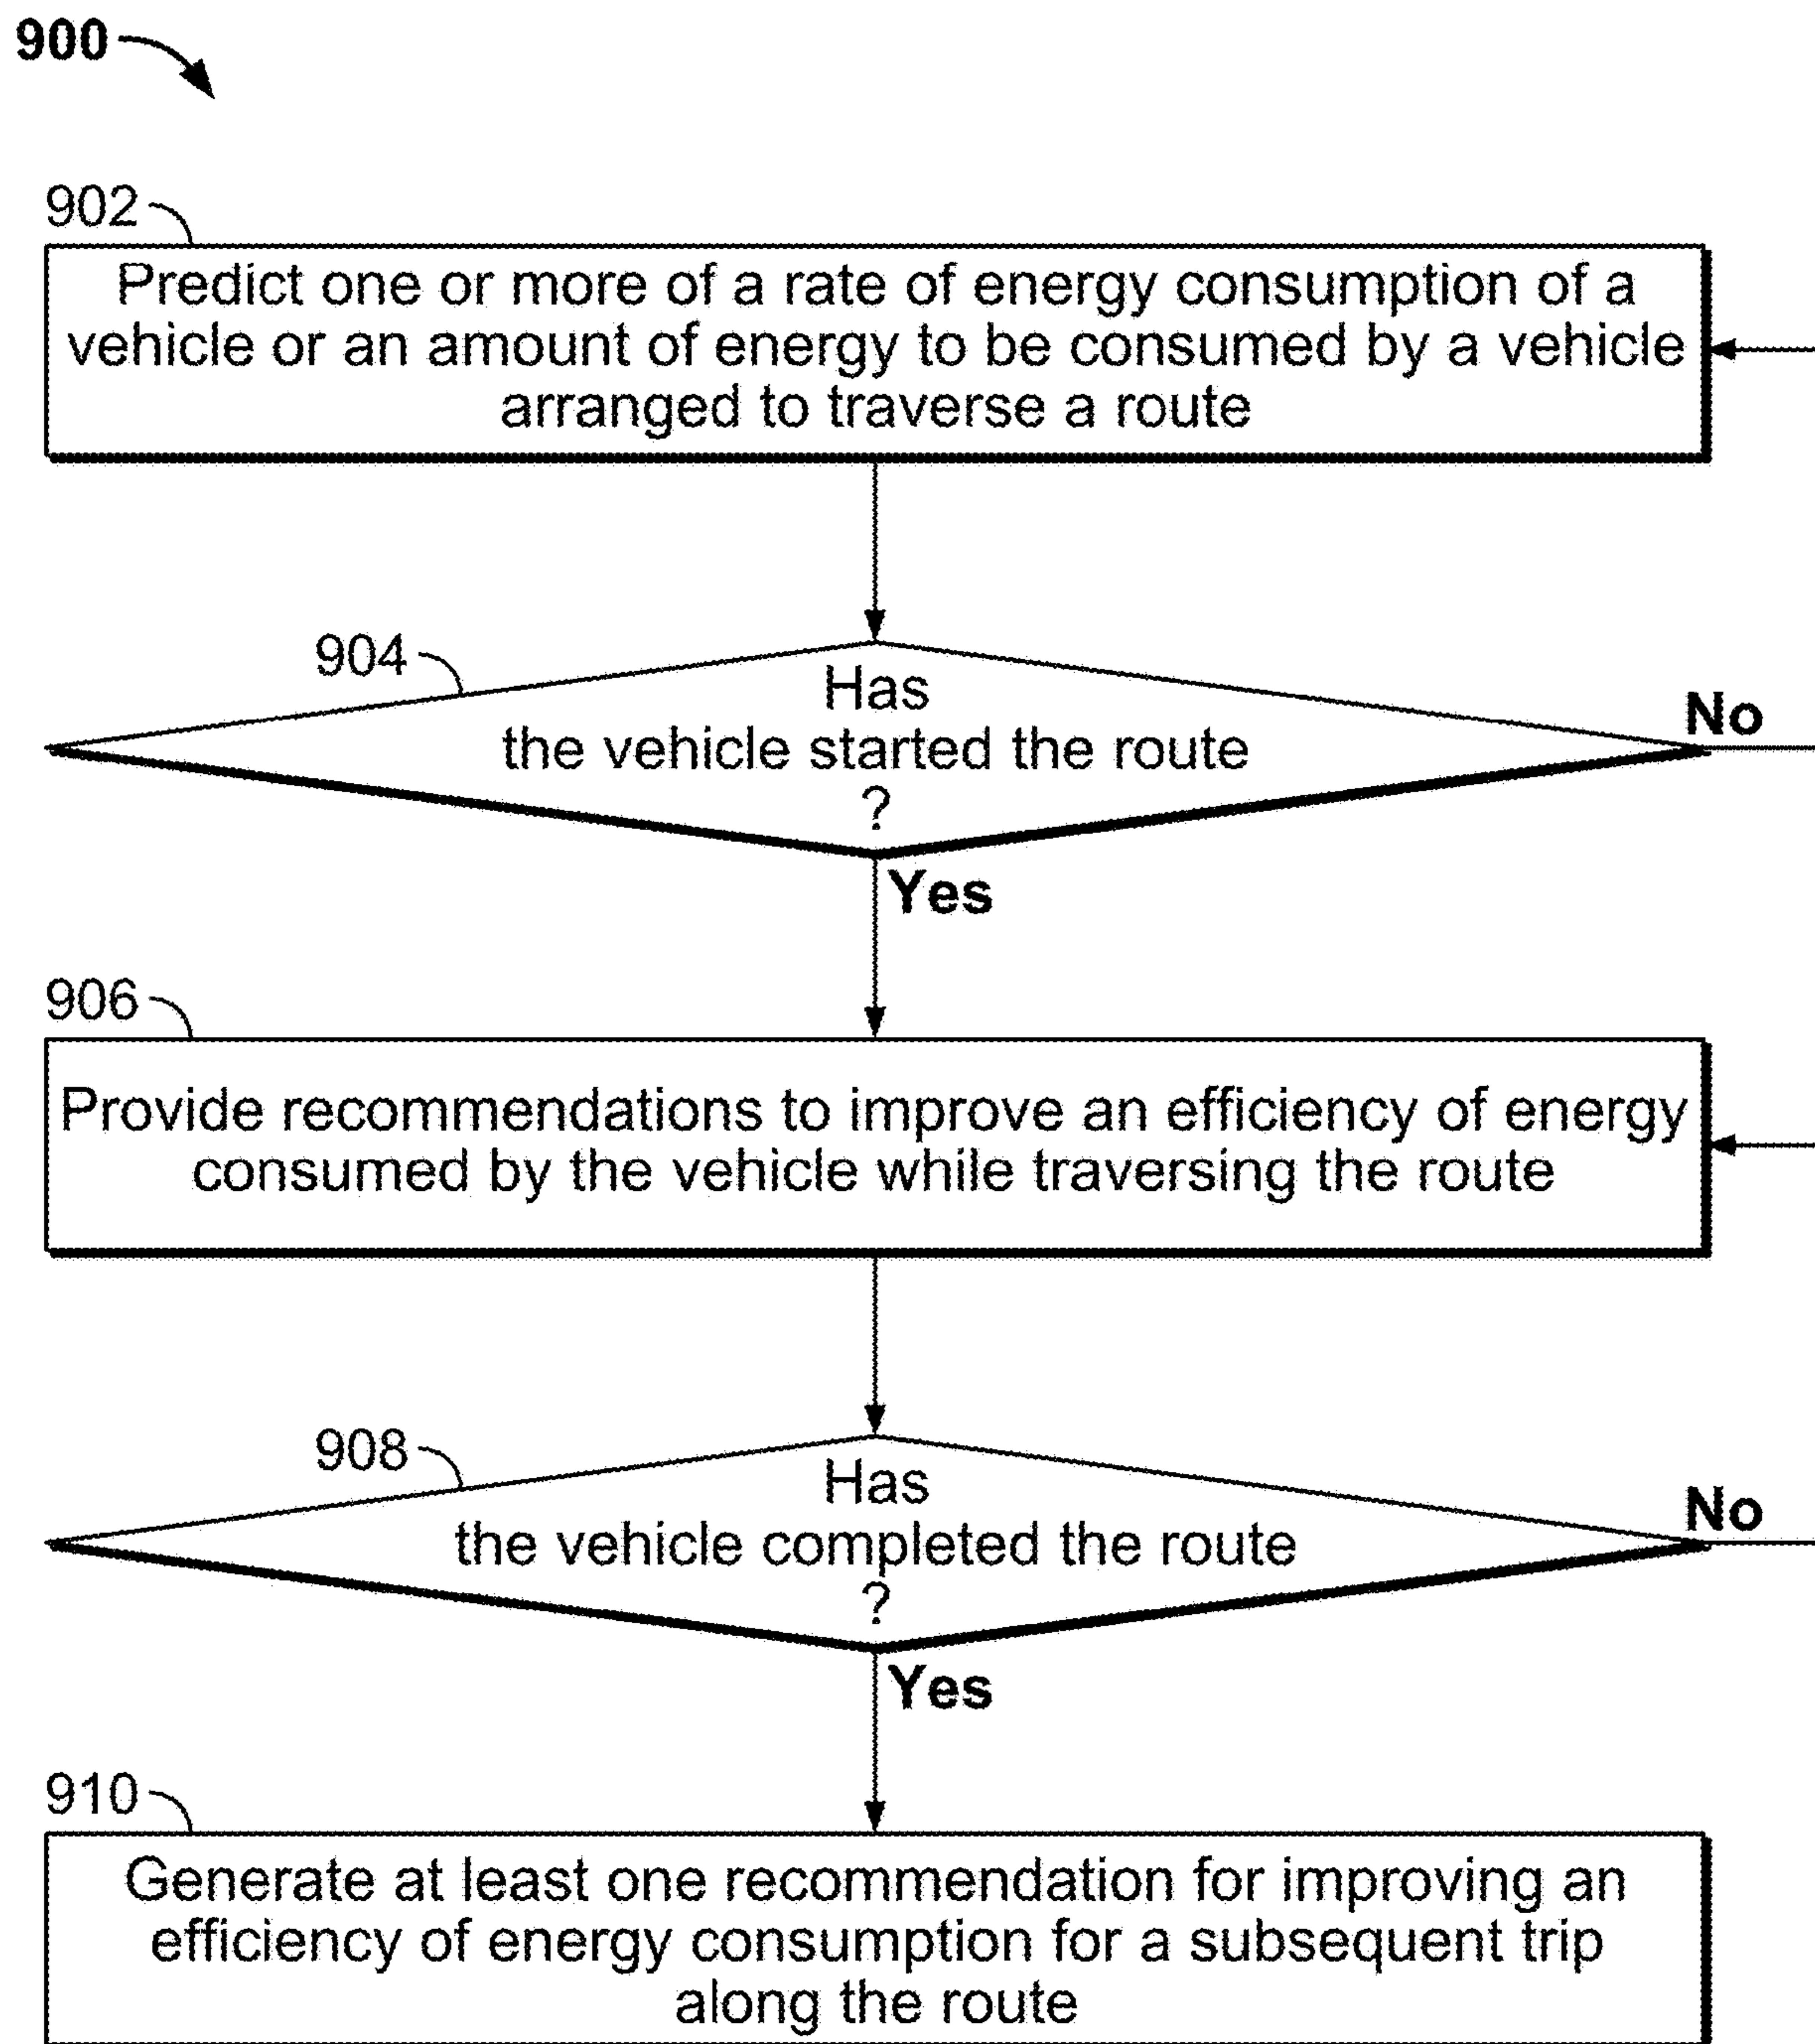 900
902
Predict one or more of a rate of energy consumption of a
vehicle or an amount of energy to be consumed by a vehicle
arranged to traverse a route
904
Has
the vehicle started the route
?
No
Yes
906
Provide recommendations to improve an efficiency of energy
consumed by the vehicle while traversing the route
908
Has
the vehicle completed the route
?
No
Yes
910
Generate at least one recommendation for improving an
efficiency of energy consumption for a subsequent trip
along the route